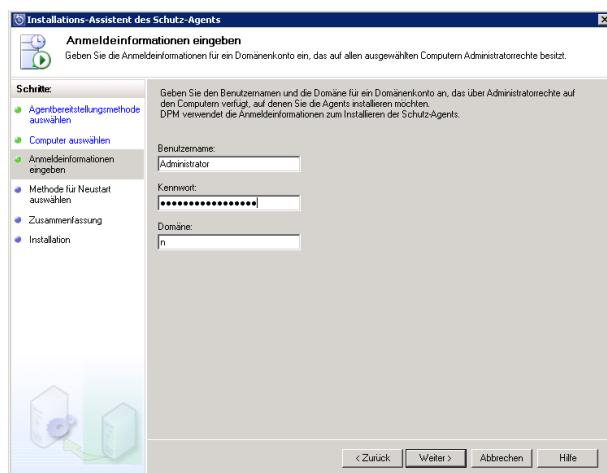 Installations-Assistent des Schutz-Agents
Anmeldeinformationen eingeben
Geben Sie die Anmeldeinformationen für ein Domänenkonto ein, das auf allen ausgewählten Computern Administratorrechte besitzt.
Schritte:
Agentbereitstellungsmethode
auswählen
Computer auswählen
Anmeldeinformationen
eingeben
Methode für Neustart
auswählen
Zusammenfassung
Installation
Geben Sie den Benutzernamen und die Domäne für ein Domänenkonto an, das über Administratorrechte auf
den Computern verfügt, auf denen Sie die Agents installieren möchten.
DPM verwendet die Anmeldeinformationen zum Installieren der Schutz-Agents.
Benutzername:
Administrator
Kennwort:
●●●●●●●●●●●●●●●●●
Domäne:
n
< Zurück
Weiter >
Abbrechen
Hilfe